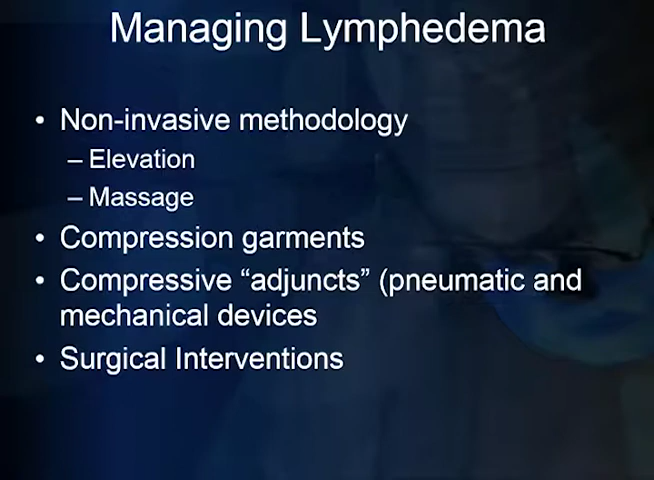 Managing Lymphedema
• Non-invasive methodology
– Elevation
– Massage
• Compression garments
• Compressive “adjuncts” (pneumatic and
mechanical devices
• Surgical Interventions